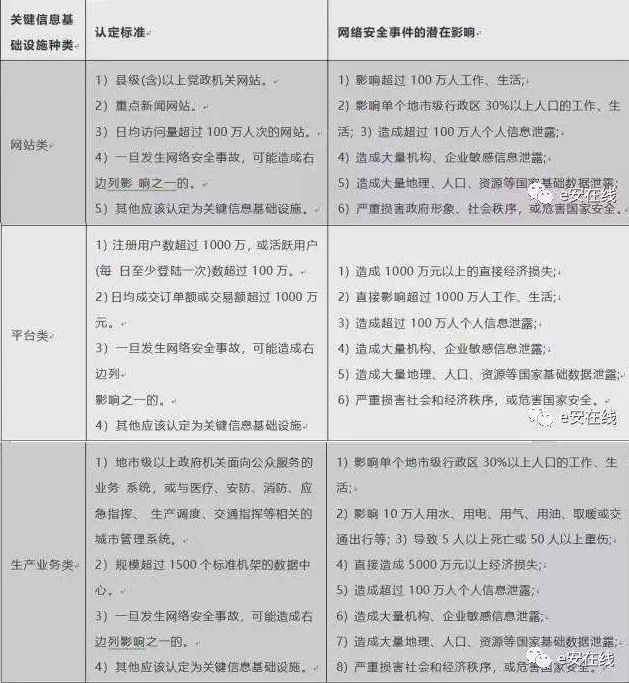 关键信息基
础设施种类
认定标准
网络安全事件的潜在影响
网站类
1）县级(含)以上党政机关网站。
2）重点新闻网站。
3）日均访问量超过 100 万人次的网站。
4）一旦发生网络安全事故，可能造成右
边列影 响之一的。
5）其他应该认定为关键信息基础设施。
1）影响超过 100 万人工作、生活;
2）影响单个地市级行政区 30%以上人口的工作、生
活；3）造成超过 100 万人个人信息泄露;
4）造成大量机构、企业敏感信息泄露;
5）造成大量地理、人口、资源等国家基础数据泄露;
6）严重损害政府形象、社会秩序，或危害国家安全。
e安在线
平台类
1）注册用户数超过 1000 万，或活跃用户
(每 日至少登陆一次)数超过 100 万。
2) 日均成交订单额或交易额超过 1000 万
元。
3）一旦发生网络安全事故，可能造成右
边列
影响之一的。
4）其他应该认定为关键信息基础设施
1）造成 1000 万元以上的直接经济损失;
2）直接影响超过 1000 万人工作、生活;
3）造成超过 100 万人个人信息泄露;
4）造成大量机构、企业敏感信息泄露;
5）造成大量地理、人口、资源等国家基础数据泄露;
6）严重损害社会和经济秩序，或危害国家安全。
e安在线
生产业务类
1）地市级以上政府机关面向公众服务的
业务 系统，或与医疗、安防、消防、应
急指挥、 生产调度、交通指挥等相关的
城市管理系统。
2）规模超过 1500 个标准机架的数据中
心。
3）一旦发生网络安全事故，可能造成右
边列影响之一的。
4）其他应该认定为关键信息基础设施。
1）影响单个地市级行政区 30%以上人口的工作、生
活;
2）影响 10 万人用水、用电、用气、用油、取暖或交
通出行等；3）导致 5 人以上死亡或 50 人以上重伤;
4）直接造成 5000 万元以上经济损失;
5）造成超过 100 万人个人信息泄露;
6）造成大量机构、企业敏感信息泄露;
7）造成大量地理、人口、资源等国家基础数据泄露;
8）严重损害社会和经济秩序，或危害国家安全。
e安在线